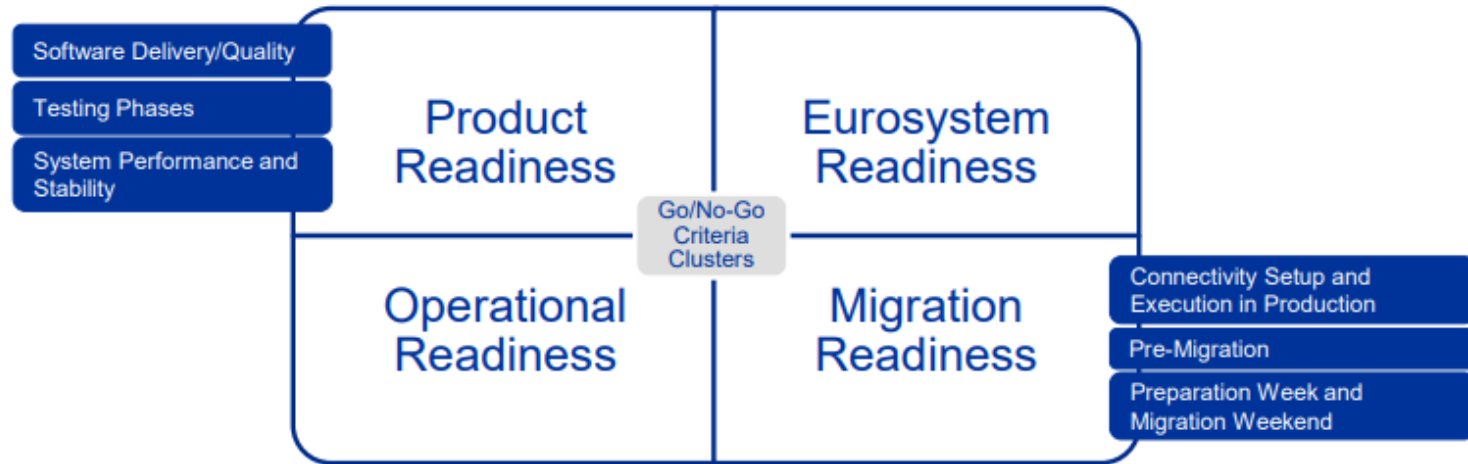 Software Delivery/Quality
Testing Phases
System Performance and
Stability
Product
Readiness
Eurosystem
Readiness
Go/No-Go
Criteria
Clusters
Operational
Readiness
Migration
Readiness
Connectivity Setup and
Execution in Production
Pre-Migration
Preparation Week and
Migration Weekend